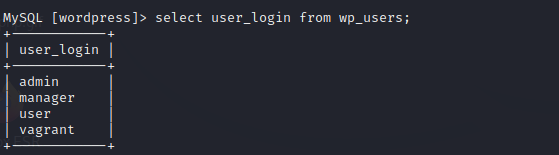 MySQL [wordpress]> select user_login from wp_users;
+------------+
| user_login |
+------------+
| admin      |
| manager    |
| user       |
| vagrant    |
+------------+